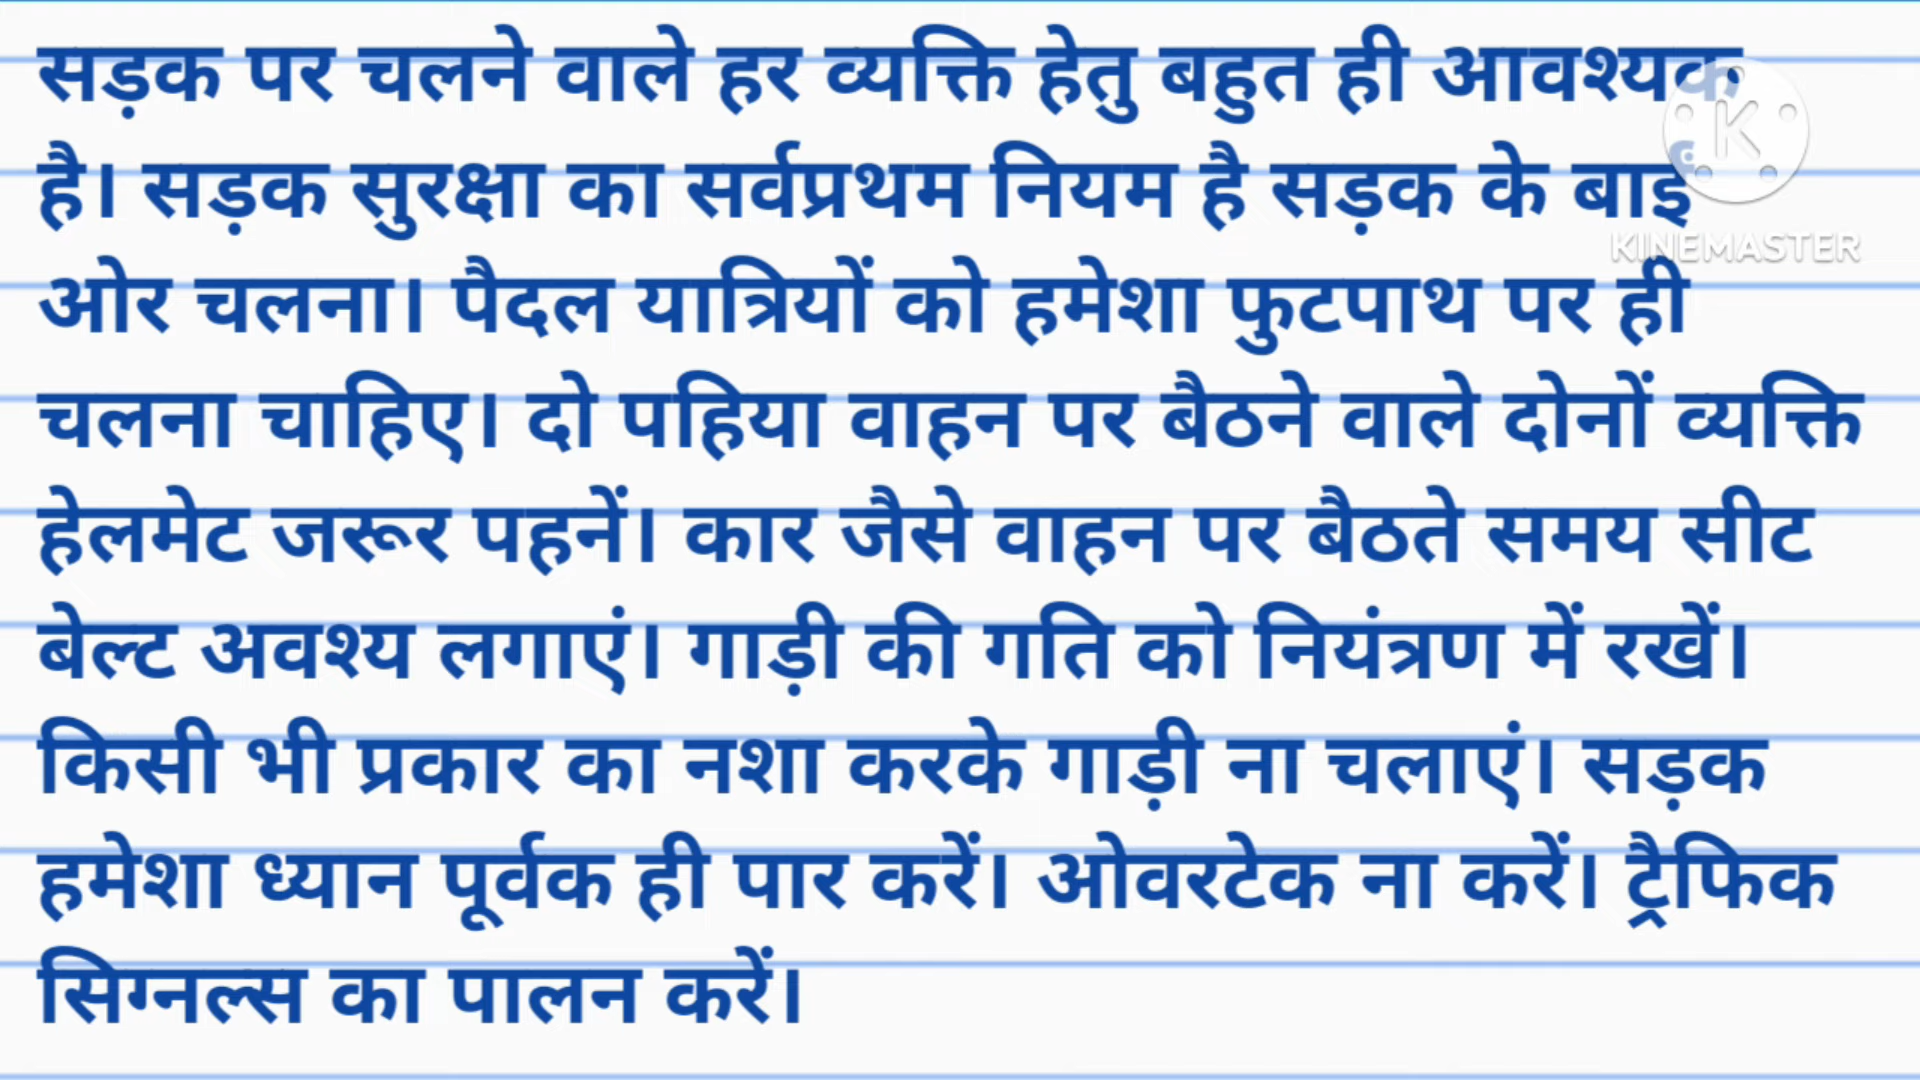 सड़क पर चलने वाले हर व्यक्ति हेतु बहुत ही आवश्यक
है। सड़क सुरक्षा का सर्वप्रथम नियम है सड़क के बाई
ओर चलना। पैदल यात्रियों को हमेशा फुटपाथ पर ही
चलना चाहिए। दो पहिया वाहन पर बैठने वाले दोनों व्यक्ति
हेलमेट जरूर पहनें। कार जैसे वाहन पर बैठते समय सीट
बेल्ट अवश्य लगाएं। गाड़ी की गति को नियंत्रण में रखें।
किसी भी प्रकार का नशा करके गाड़ी ना चलाएं। सड़क
हमेशा ध्यान पूर्वक ही पार करें। ओवरटेक ना करें। ट्रैफिक
सिग्नल्स का पालन करें।
K
KINEMASTER